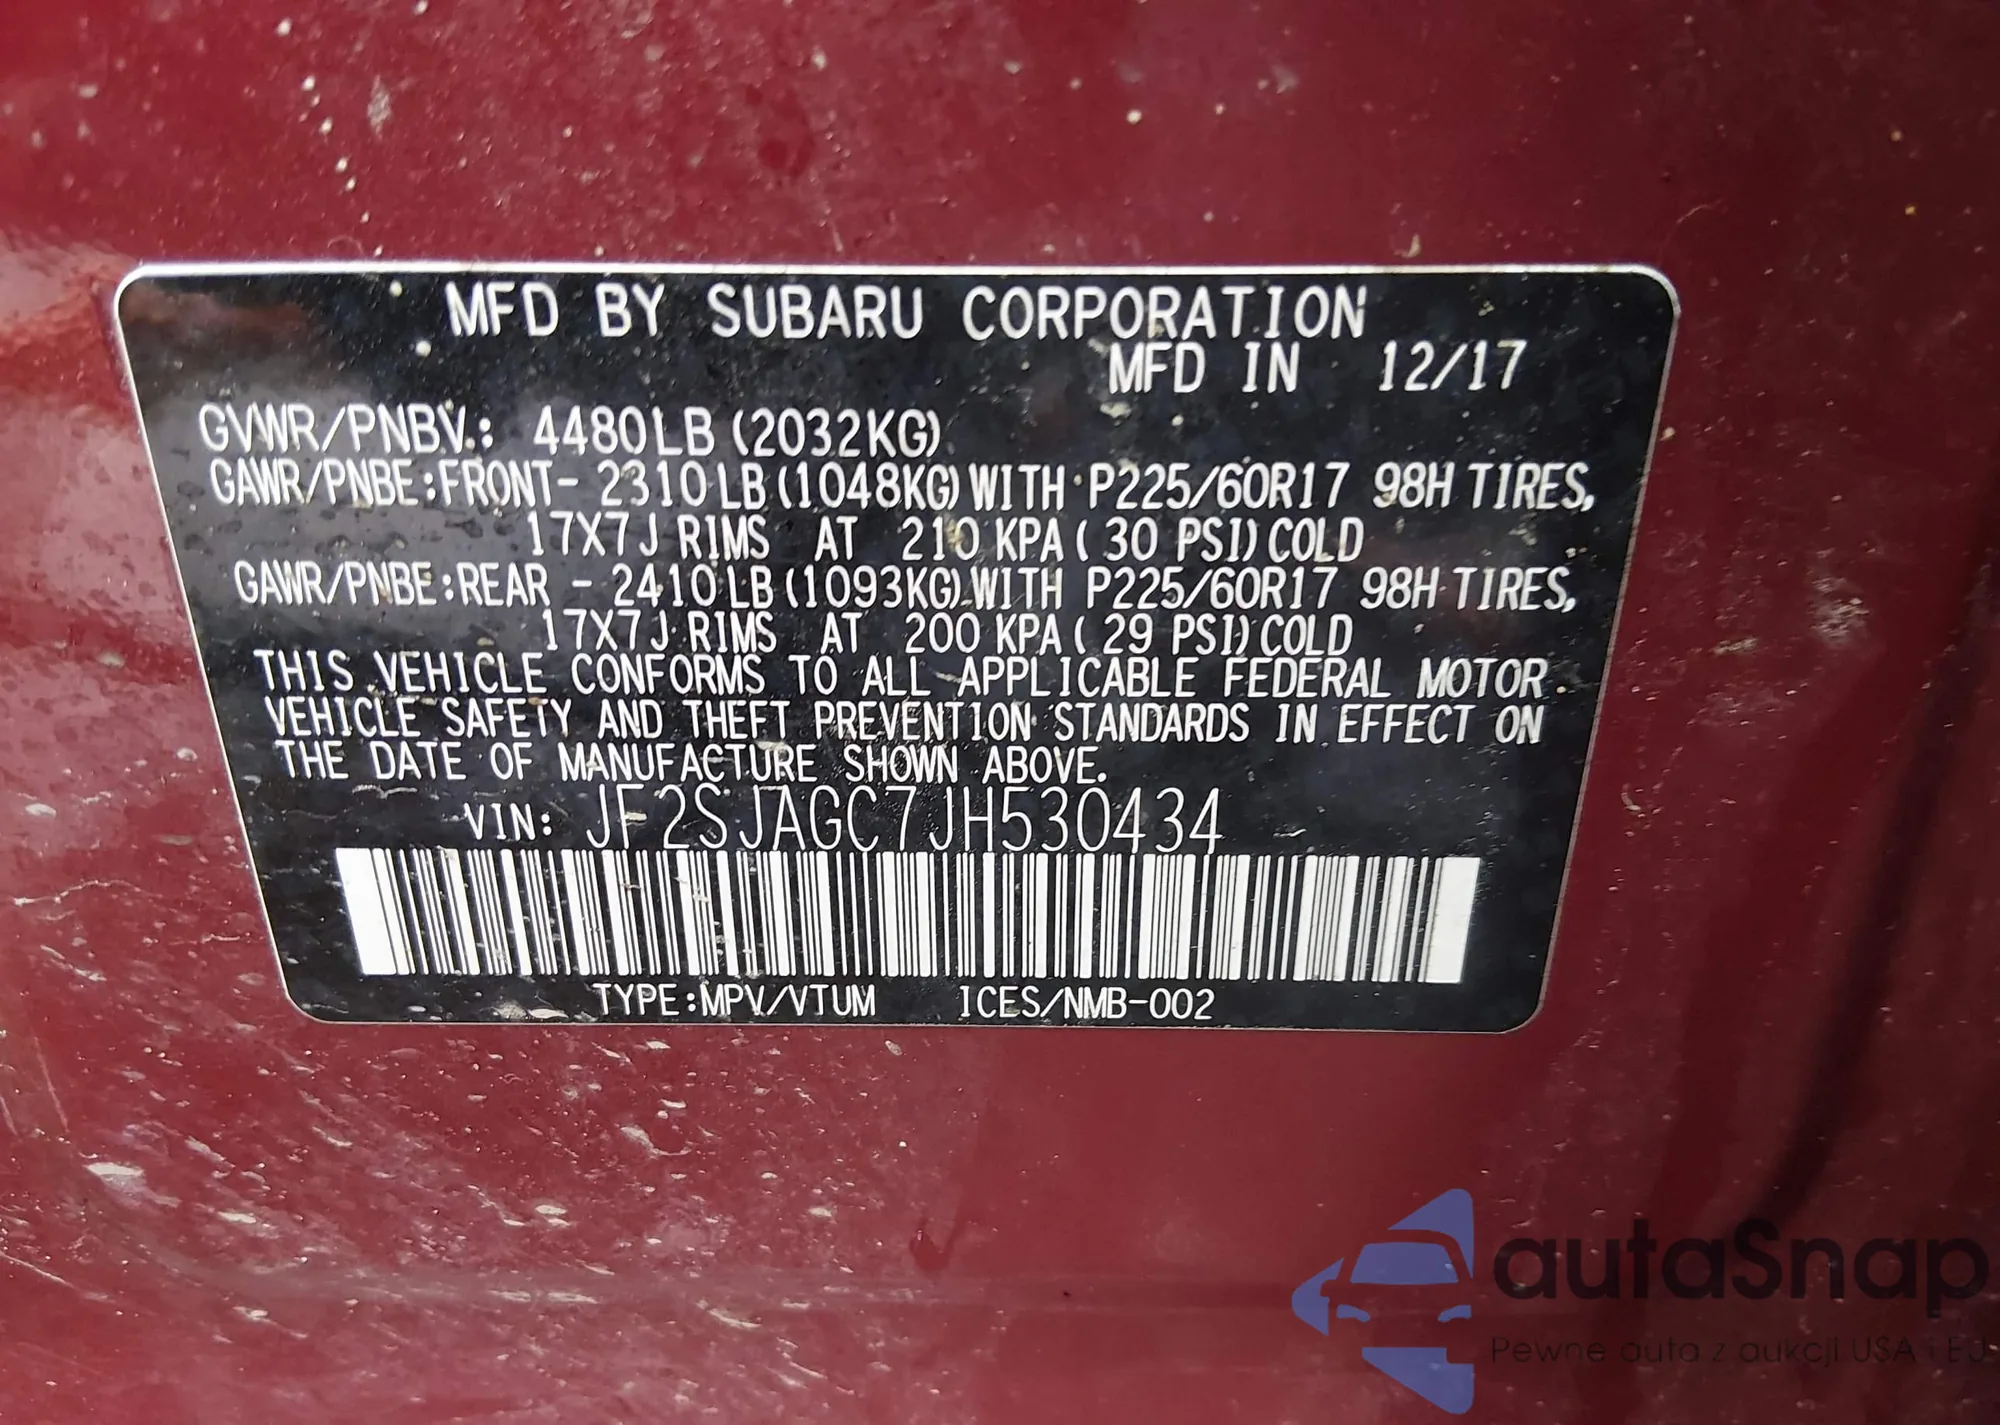 MFD BY SUBARU CORPORATION
MFD IN 12/17
GVWR/PNBV.: 4480LB (2032KG)
GAWR/PNBE:FRONT- 2310LB (1048KG) WITH P225/60R17 98H TIRES,
17X7J RIMS AT 210 KPA ( 30 PSI) COLD
GAWR/PNBE:REAR - 2410LB (1093KG) WITH P225/60R17 98H TIRES,
17X7J RIMS AT 200 KPA ( 29 PSI) COLD
THIS VEHICLE CONFORMS TO ALL APPLICABLE FEDERAL MOTOR
VEHICLE SAFETY AND THEFT PREVENTION STANDARDS IN EFFECT ON
THE DATE OF MANUFACTURE SHOWN ABOVE.
VIN: JF2SJAGC7JH530434
TYPE:MPV/VTUM ICES/NMB-002
autaSnap
Pewne auta z aukcji USA i EU